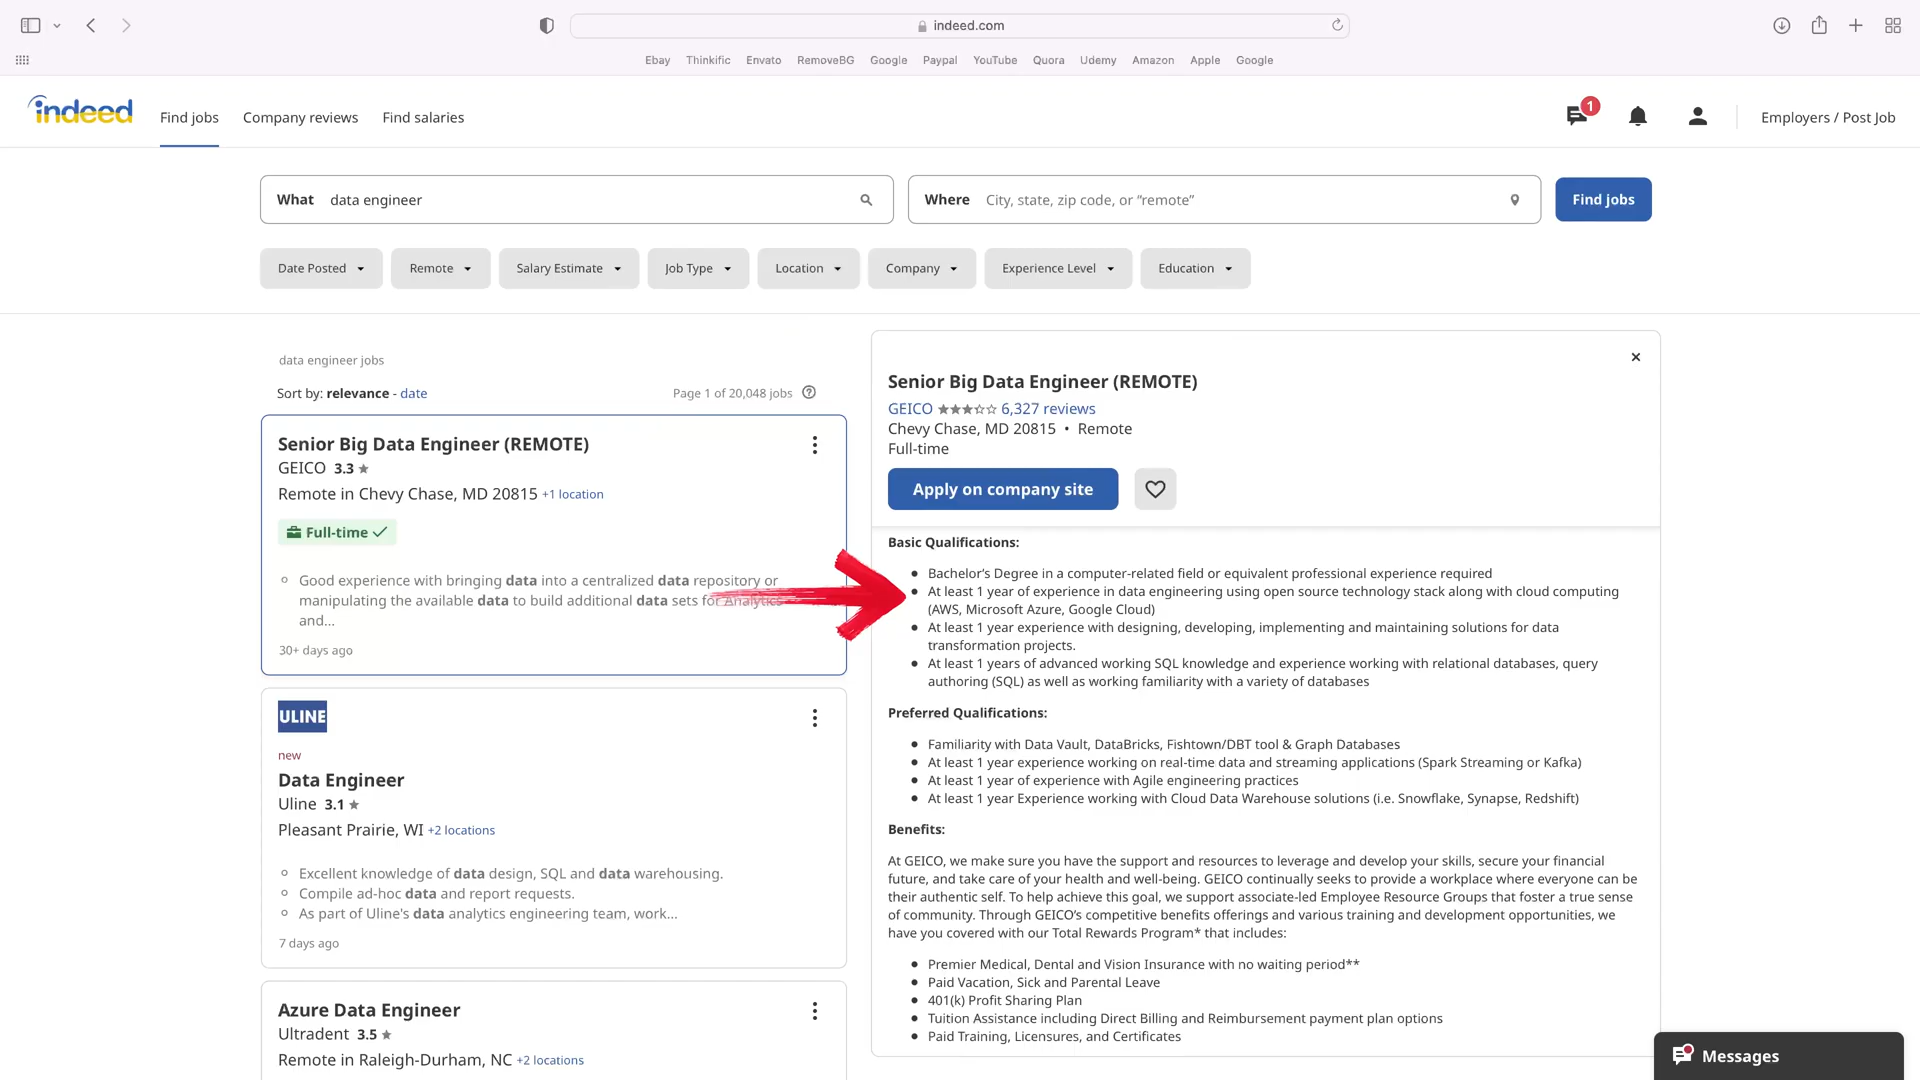 indeed.com
Ebay Thinkific Envato RemoveBG Google Paypal YouTube Quora Udemy Amazon Apple Google
indeed Find jobs Company reviews Find salaries 1 Employers / Post Job
What data engineer Where City, state, zip code, or “remote” Find jobs
Date Posted Remote Salary Estimate Job Type Location Company Experience Level Education
data engineer jobs
Sort by: relevance - date Page 1 of 20,048 jobs
Senior Big Data Engineer (REMOTE)
GEICO 3.3
Remote in Chevy Chase, MD 20815 +1 location
Full-time
Good experience with bringing data into a centralized data repository or
manipulating the available data to build additional data sets for Analytics
and...
30+ days ago
ULINE
new
Data Engineer
Uline 3.1
Pleasant Prairie, WI +2 locations
Excellent knowledge of data design, SQL and data warehousing.
Compile ad-hoc data and report requests.
As part of Uline's data analytics engineering team, work...
7 days ago
Azure Data Engineer
Ultradent 3.5
Remote in Raleigh-Durham, NC +2 locations
Senior Big Data Engineer (REMOTE)
GEICO 6,327 reviews
Chevy Chase, MD 20815 • Remote
Full-time
Apply on company site
Basic Qualifications:
Bachelor’s Degree in a computer-related field or equivalent professional experience required
At least 1 year of experience in data engineering using open source technology stack along with cloud computing
(AWS, Microsoft Azure, Google Cloud)
At least 1 year experience with designing, developing, implementing and maintaining solutions for data
transformation projects.
At least 1 years of advanced working SQL knowledge and experience working with relational databases, query
authoring (SQL) as well as working familiarity with a variety of databases
Preferred Qualifications:
Familiarity with Data Vault, DataBricks, Fishtown/DBT tool & Graph Databases
At least 1 year experience working on real-time data and streaming applications (Spark Streaming or Kafka)
At least 1 year of experience with Agile engineering practices
At least 1 year Experience working with Cloud Data Warehouse solutions (i.e. Snowflake, Synapse, Redshift)
Benefits:
At GEICO, we make sure you have the support and resources to leverage and develop your skills, secure your financial
future, and take care of your health and well-being. GEICO continually seeks to provide a workplace where everyone can be
their authentic self. To help achieve this goal, we support associate-led Employee Resource Groups that foster a true sense
of community. Through GEICO’s competitive benefits offerings and various training and development opportunities, we
have you covered with our Total Rewards Program* that includes:
Premier Medical, Dental and Vision Insurance with no waiting period**
Paid Vacation, Sick and Parental Leave
401(k) Profit Sharing Plan
Tuition Assistance including Direct Billing and Reimbursement payment plan options
Paid Training, Licensures, and Certificates
Messages